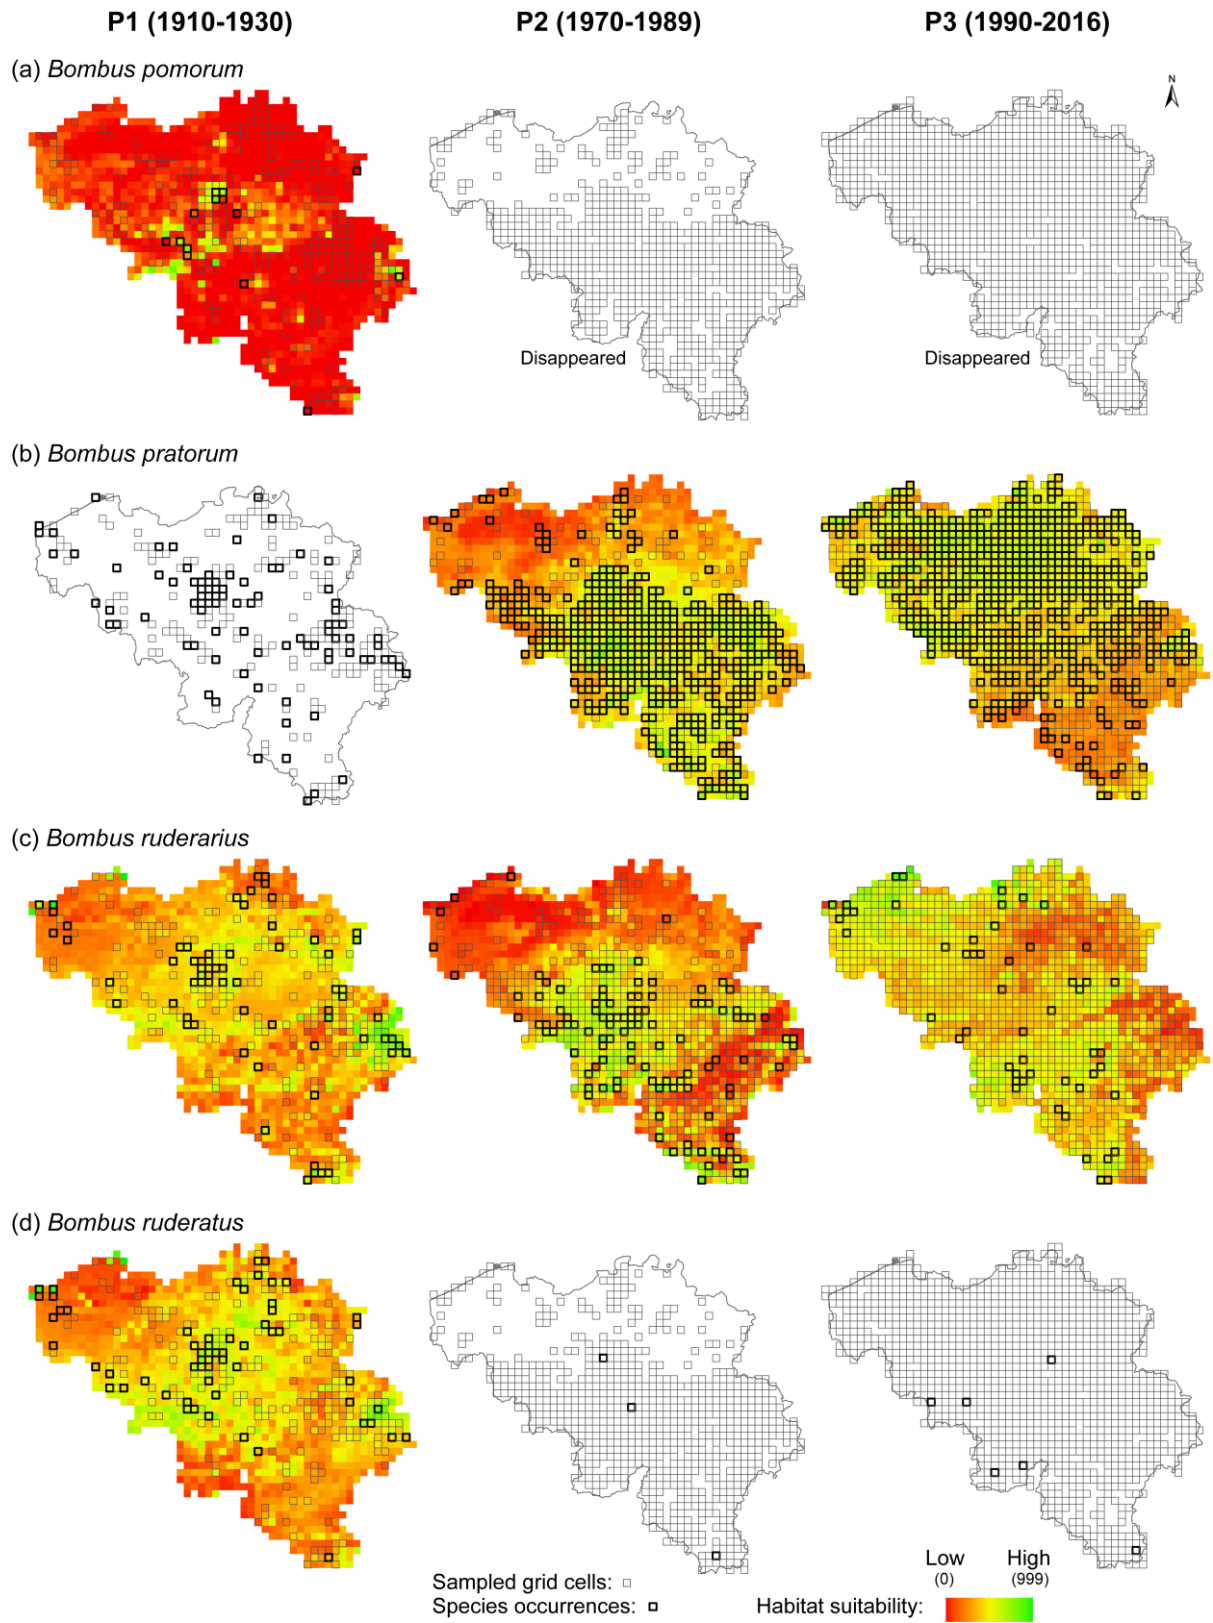 P1 (1910-1930) P2 (1970-1989) P3 (1990-2016)
(a) Bombus pomorum
N
Disappeared Disappeared
(b) Bombus pratorum
(c) Bombus ruderarius
(d) Bombus ruderatus
Low High
(0) (999)
Sampled grid cells:
Species occurrences: Habitat suitability: